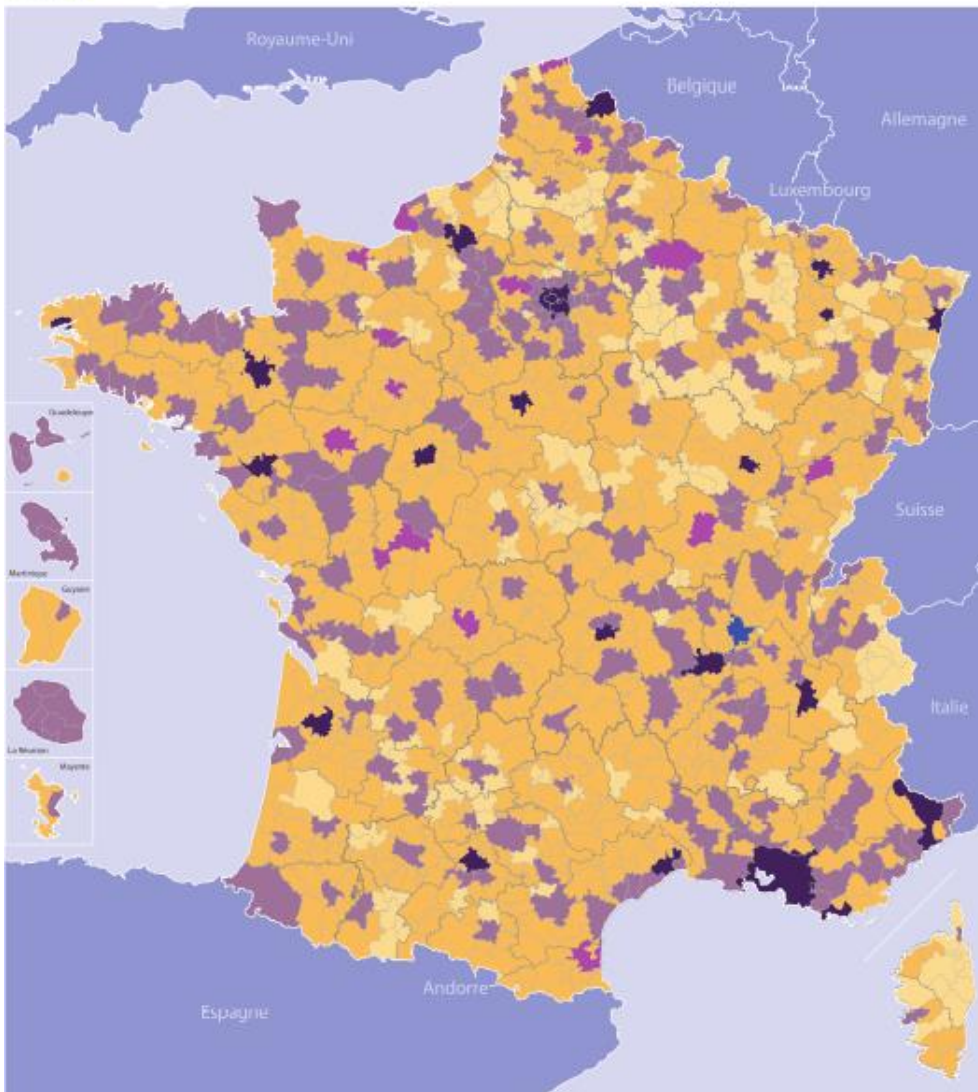 Royaume-Uni
Belgique
Allemagne
Luxembourg
Suisse
Italie
Guadeloupe
Martinique
Guyane
La Réunion
Mayotte
Andorre
Espagne